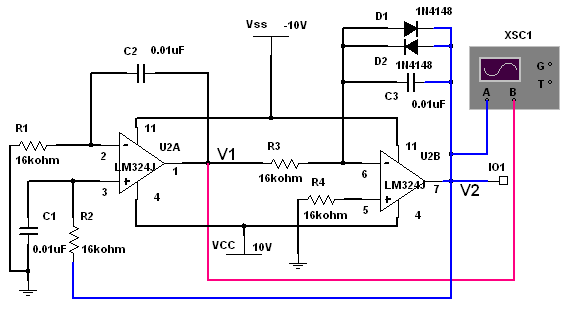 D1
1N4148
Vss
-10V
XSC1
C2
0.01uF
D2
1N4148
G
T
A
B
C3
0.01uF
R1
11
U2A
11
U2B
2
LM324J
1
V1
R3
16kohm
16kohm
6
LM324J
7
V2
IO1
3
4
R4
16kohm
5
4
C1
0.01uF
R2
16kohm
VCC
10V